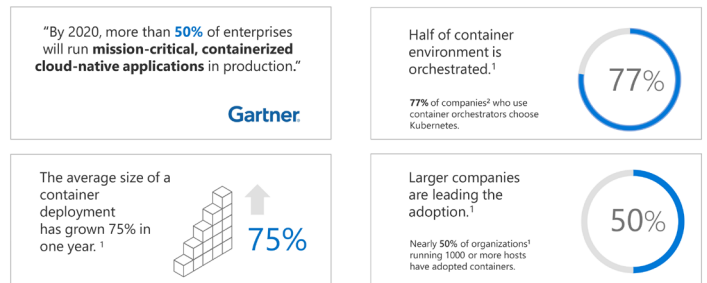 “By 2020, more than 50% of enterprises
will run mission-critical, containerized
cloud-native applications in production.”
Gartner
Half of container
environment is
orchestrated.1
77% of companies2 who use
container orchestrators choose
Kubernetes.
77%
The average size of a
container
deployment
has grown 75% in
one year. 1
75%
Larger companies
are leading the
adoption.1
Nearly 50% of organizations1
running 1000 or more hosts
have adopted containers.
50%